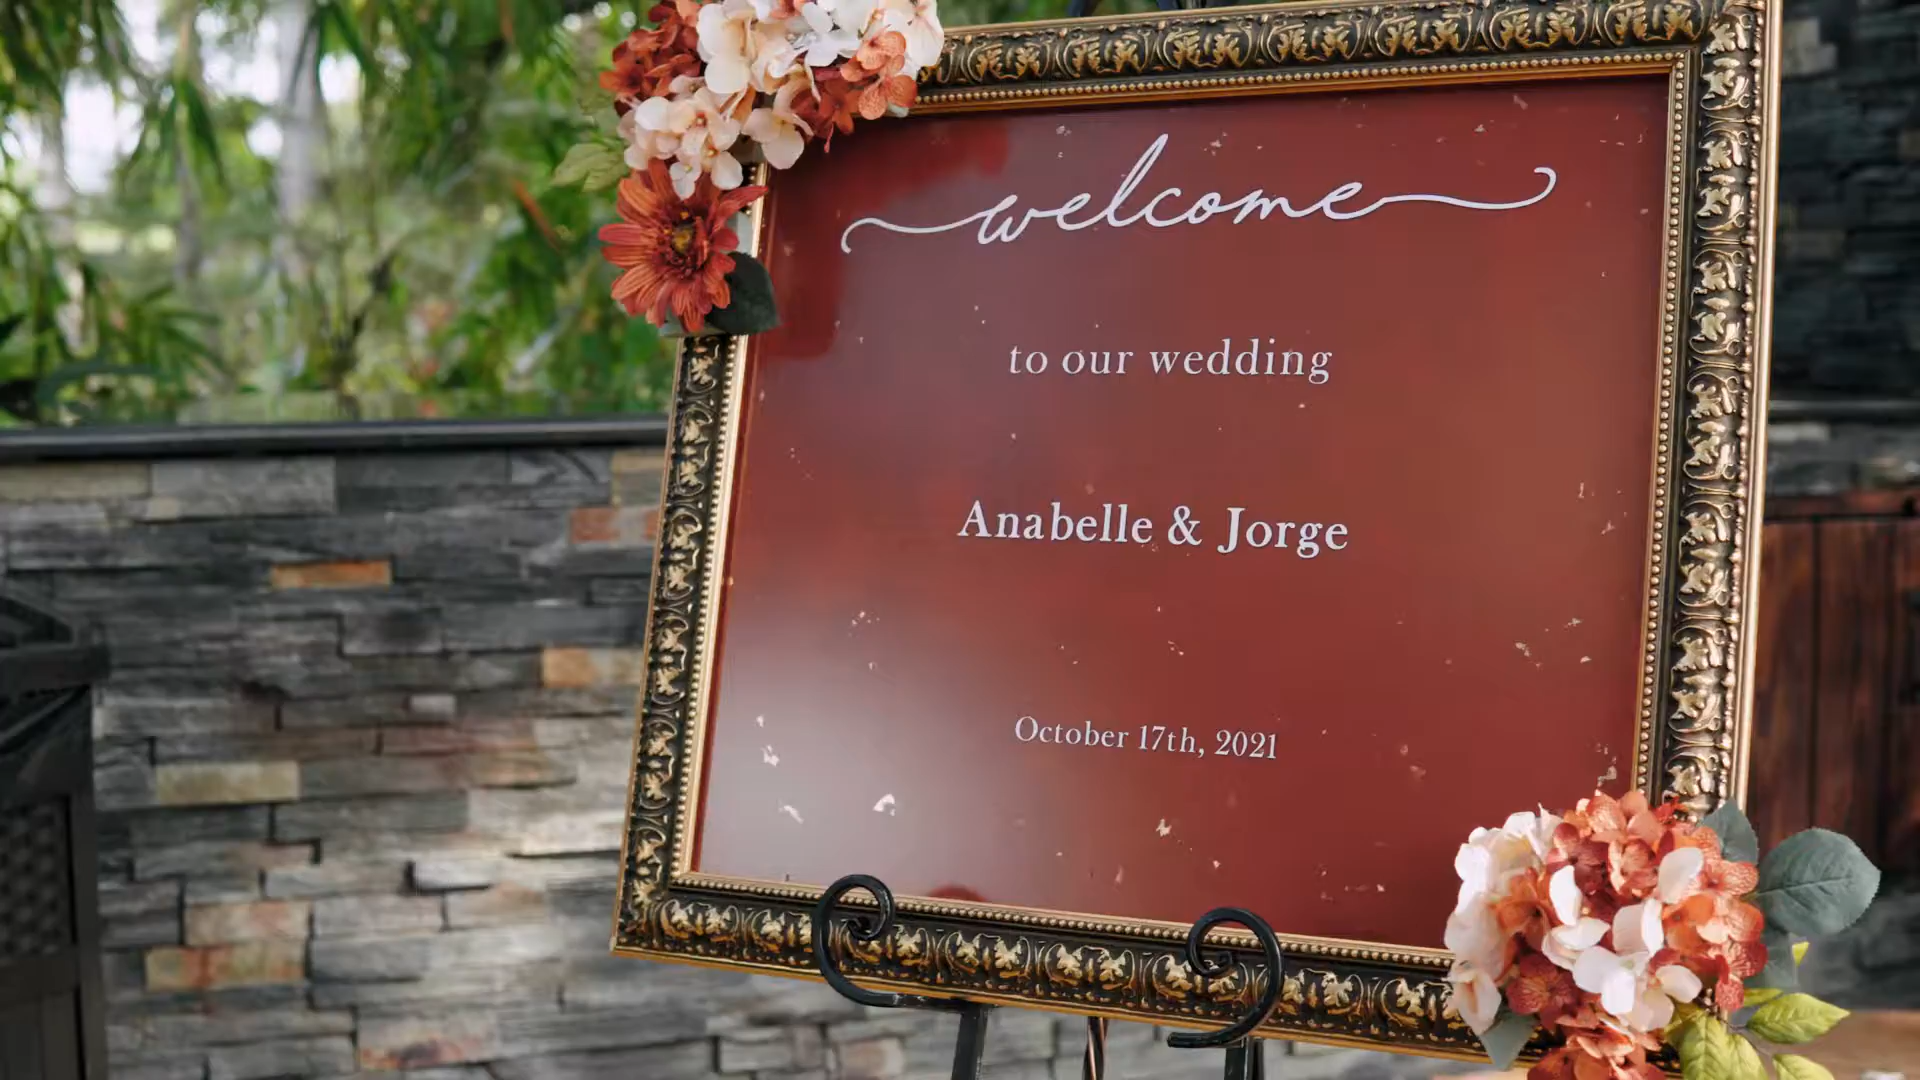 welcome
to our wedding
Anabelle & Jorge
October 17th, 2021